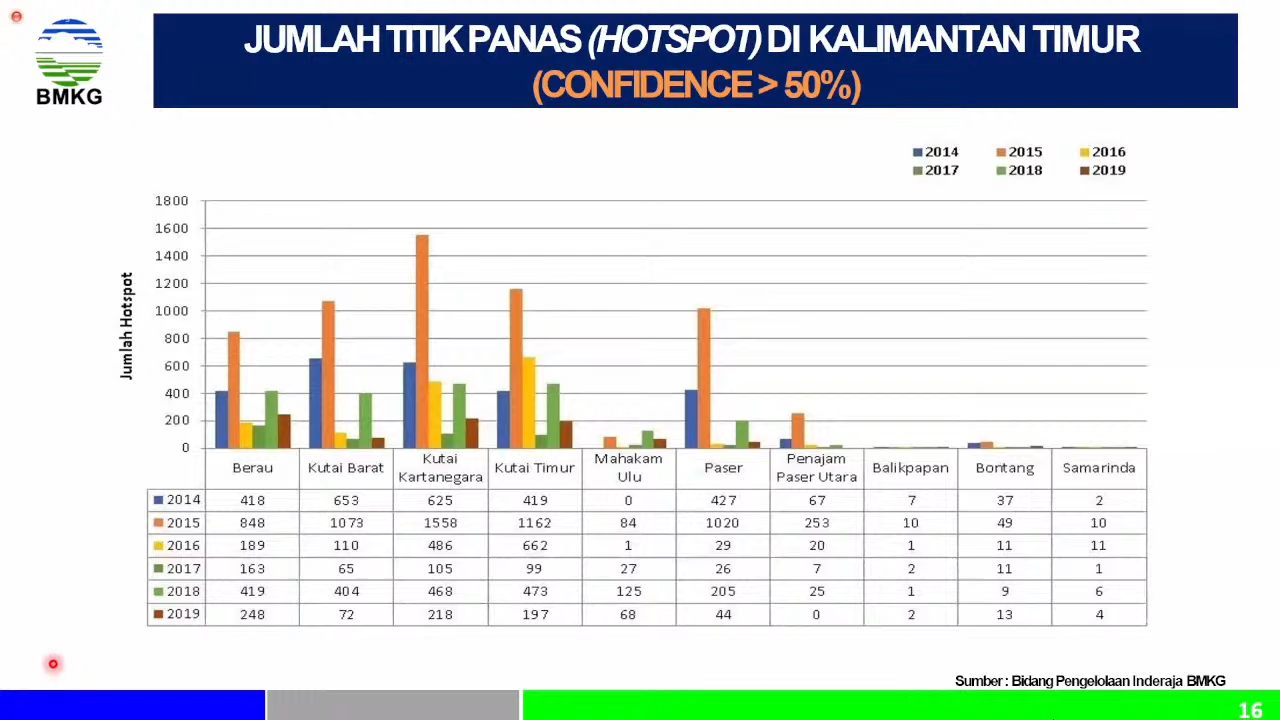 BMKG
JUMLAH TITIK PANAS (HOTSPOT) DI KALIMANTAN TIMUR
(CONFIDENCE > 50%)
2014 2015 2016
2017 2018 2019
Jumlah Hotspot
1800
1600
1400
1200
1000
800
600
400
200
0
Berau Kutai Barat Kutai Kartanegara Kutai Timur Mahakam Ulu Paser Penajam Paser Utara Balikpapan Bontang Samarinda
2014 418 653 625 419 0 427 67 7 37 2
2015 848 1073 1558 1162 84 1020 253 10 49 10
2016 189 110 486 662 1 29 20 1 11 11
2017 163 65 105 99 27 26 7 2 11 1
2018 419 404 468 473 125 205 25 1 9 6
2019 248 72 218 197 68 44 0 2 13 4
Sumber : Bidang Pengelolaan Inderaja BMKG
16